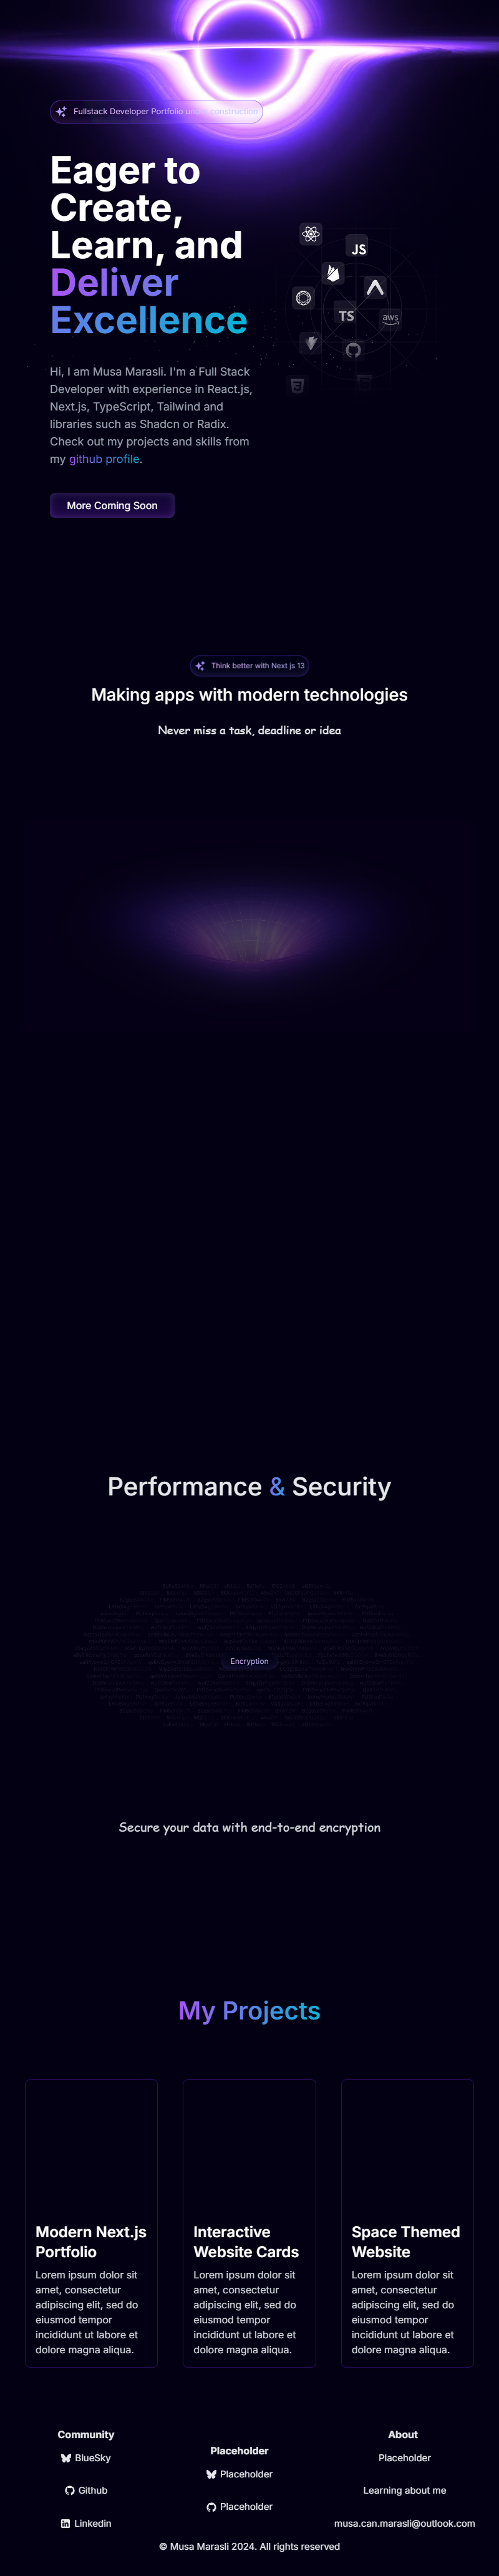 Fullstack Developer Portfolio under construction
Eager to
Create,
Learn, and
Deliver
Excellence
JS
TS
aws
Hi, I am Musa Marasli. I'm a Full Stack
Developer with experience in React.js,
Next.js, TypeScript, Tailwind and
libraries such as Shadcn or Radix.
Check out my projects and skills from
my github profile.
More Coming Soon
Think better with Next js 13
Making apps with modern technologies
Never miss a task, deadline or idea
Performance & Security
Encryption
Secure your data with end-to-end encryption
My Projects
Modern Next.js
Portfolio
Lorem ipsum dolor sit
amet, consectetur
adipiscing elit, sed do
eiusmod tempor
incididunt ut labore et
dolore magna aliqua.
Interactive
Website Cards
Lorem ipsum dolor sit
amet, consectetur
adipiscing elit, sed do
eiusmod tempor
incididunt ut labore et
dolore magna aliqua.
Space Themed
Website
Lorem ipsum dolor sit
amet, consectetur
adipiscing elit, sed do
eiusmod tempor
incididunt ut labore et
dolore magna aliqua.
Community
BlueSky
Github
Linkedin
Placeholder
Placeholder
Placeholder
About
Placeholder
Learning about me
musa.can.marasli@outlook.com
© Musa Marasli 2024. All rights reserved